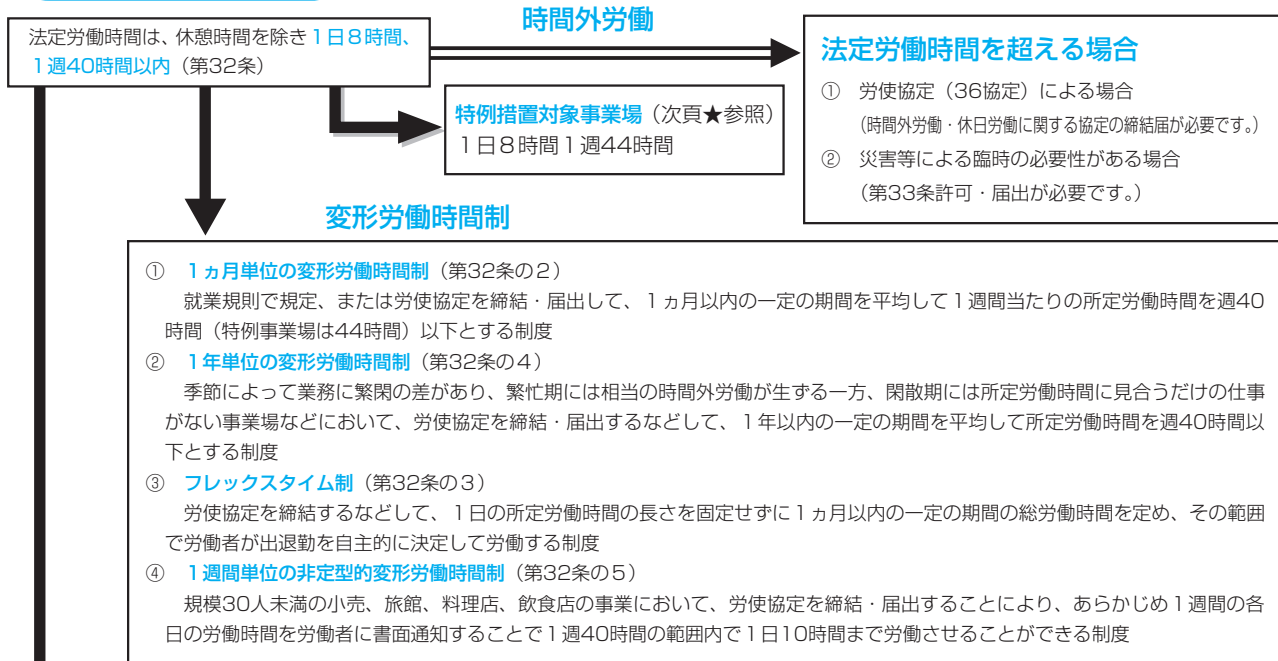 時間外労働
法定労働時間は、休憩時間を除き1日8時間、
1週40時間以内（第32条）
法定労働時間を超える場合
① 労使協定（36協定）による場合
（時間外労働・休日労働に関する協定の締結届が必要です。）
② 災害等による臨時の必要性がある場合
（第33条許可・届出が必要です。）
特例措置対象事業場（次頁★参照）
1日8時間1週44時間
変形労働時間制
① 1ヵ月単位の変形労働時間制（第32条の2）
就業規則で規定、または労使協定を締結・届出して、1ヵ月以内の一定の期間を平均して1週間当たりの所定労働時間を週40
時間（特例事業場は44時間）以下とする制度
② 1年単位の変形労働時間制（第32条の4）
季節によって業務に繁閑の差があり、繁忙期には相当の時間外労働が生ずる一方、閑散期には所定労働時間に見合うだけの仕事
がない事業場などにおいて、労使協定を締結・届出するなどして、1年以内の一定の期間を平均して所定労働時間を週40時間以
下とする制度
③ フレックスタイム制（第32条の3）
労使協定を締結するなどして、1日の所定労働時間の長さを固定せずに1ヵ月以内の一定の期間の総労働時間を定め、その範囲
で労働者が出退勤を自主的に決定して労働する制度
④ 1週間単位の非定型的変形労働時間制（第32条の5）
規模30人未満の小売、旅館、料理店、飲食店の事業において、労使協定を締結・届出することにより、あらかじめ1週間の各
日の労働時間を労働者に書面通知することで1週40時間の範囲内で1日10時間まで労働させることができる制度